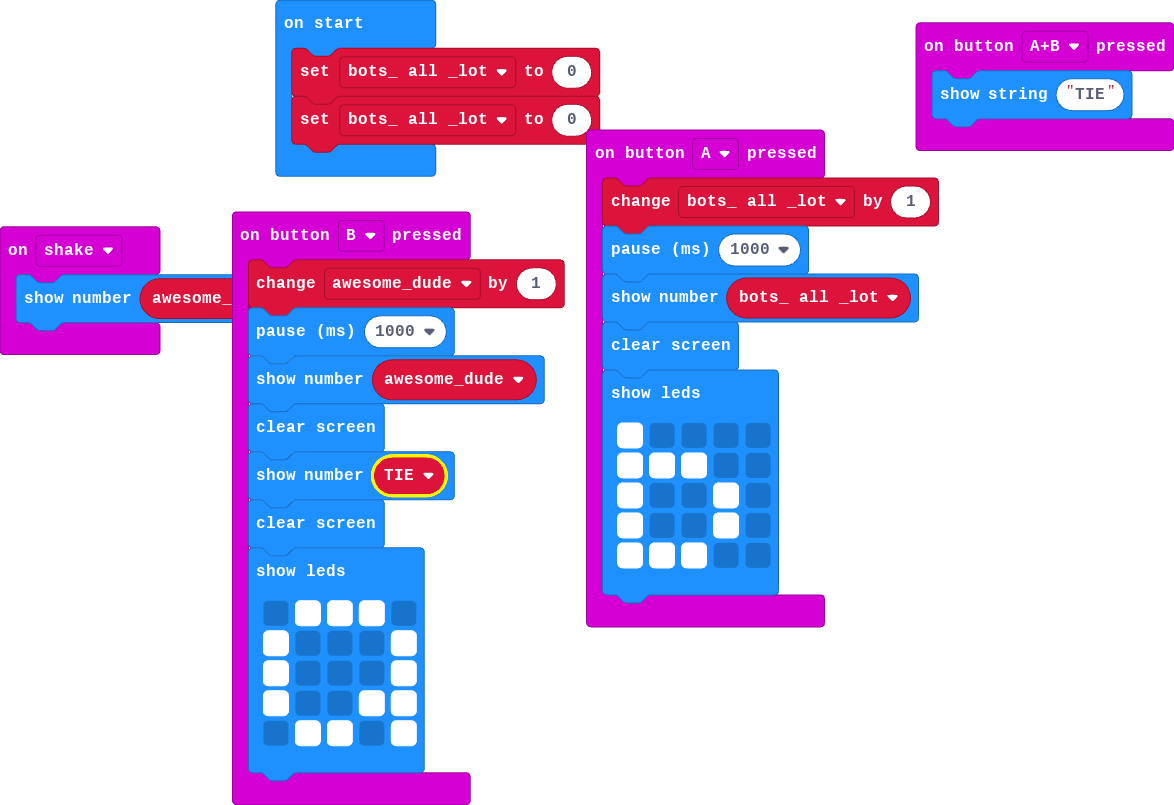 on start
set bots_ all _lot to 0
set bots_ all _lot to 0
on button A+B pressed
show string "TIE"
on button A pressed
change bots_ all _lot by 1
pause (ms) 1000
show number bots_ all _lot
clear screen
show leds
on shake
show number awesome_
on button B pressed
change awesome_dude by 1
pause (ms) 1000
show number awesome_dude
clear screen
show number TIE
clear screen
show leds